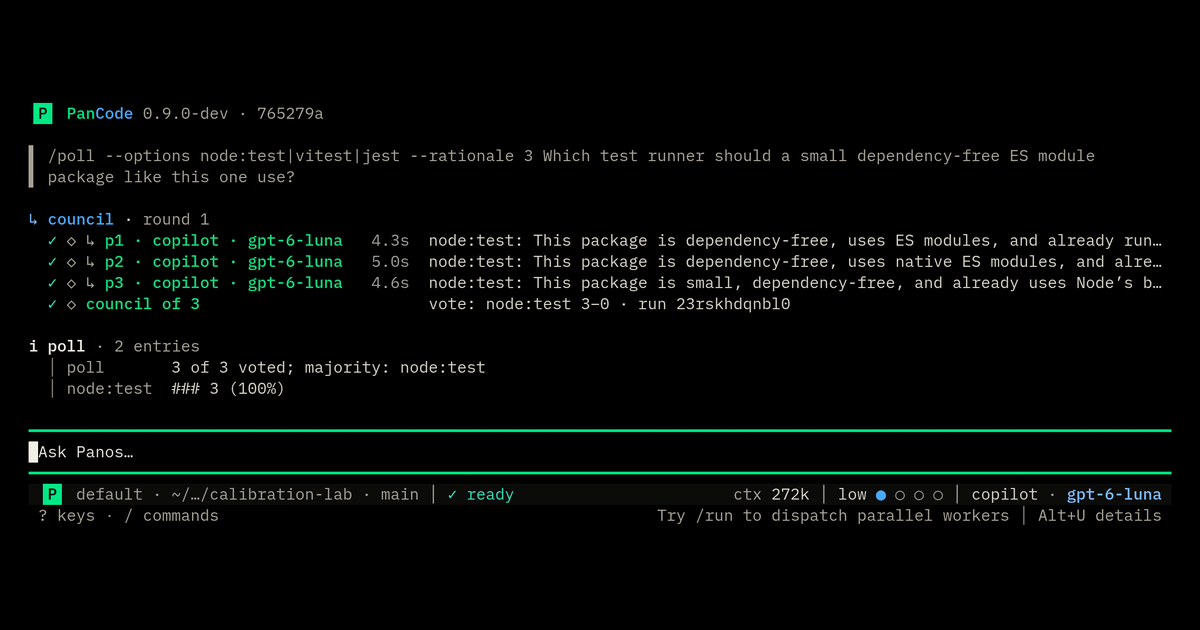 P PanCode 0.9.0-dev · 765279a
/poll --options node:test|vitest|jest --rationale 3 Which test runner should a small dependency-free ES module
package like this one use?
↳ council · round 1
✓ ◇ ↳ p1 · copilot · gpt-6-luna 4.3s node:test: This package is dependency-free, uses ES modules, and already run…
✓ ◇ ↳ p2 · copilot · gpt-6-luna 5.0s node:test: This package is dependency-free, uses native ES modules, and alre…
✓ ◇ ↳ p3 · copilot · gpt-6-luna 4.6s node:test: This package is small, dependency-free, and already uses Node’s b…
✓ ◇ council of 3 vote: node:test 3–0 · run 23rskhdqnbl0
i poll · 2 entries
│ poll 3 of 3 voted; majority: node:test
│ node:test ### 3 (100%)
Ask Panos…
P default · ~/…/calibration-lab · main │ ✓ ready ctx 272k │ low ● ○ ○ ○ │ copilot · gpt-6-luna
? keys · / commands Try /run to dispatch parallel workers │ Alt+U details